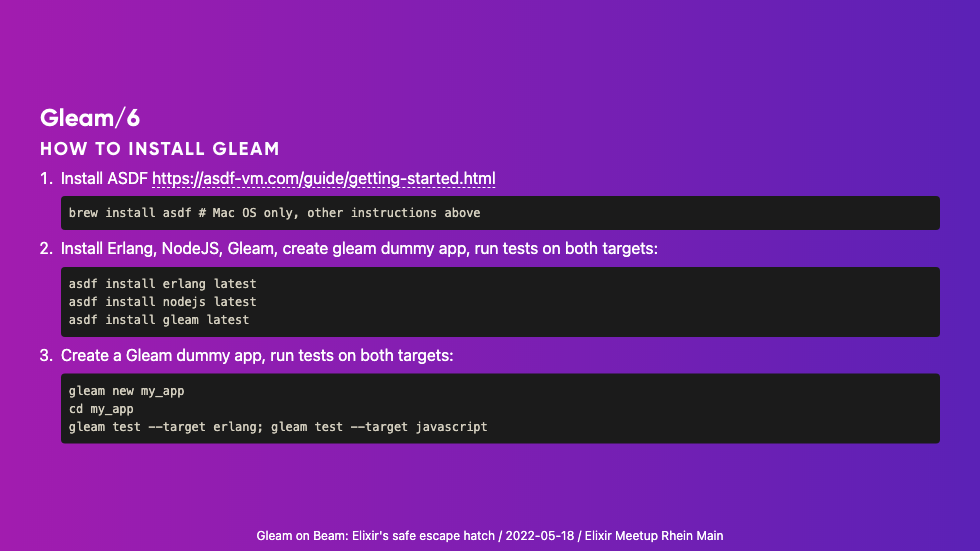 Gleam/6
HOW TO INSTALL GLEAM
1. Install ASDF https://asdf-vm.com/guide/getting-started.html
brew install asdf # Mac OS only, other instructions above
2. Install Erlang, NodeJS, Gleam, create gleam dummy app, run tests on both targets:
asdf install erlang latest
asdf install nodejs latest
asdf install gleam latest
3. Create a Gleam dummy app, run tests on both targets:
gleam new my_app
cd my_app
gleam test --target erlang; gleam test --target javascript
Gleam on Beam: Elixir's safe escape hatch / 2022-05-18 / Elixir Meetup Rhein Main